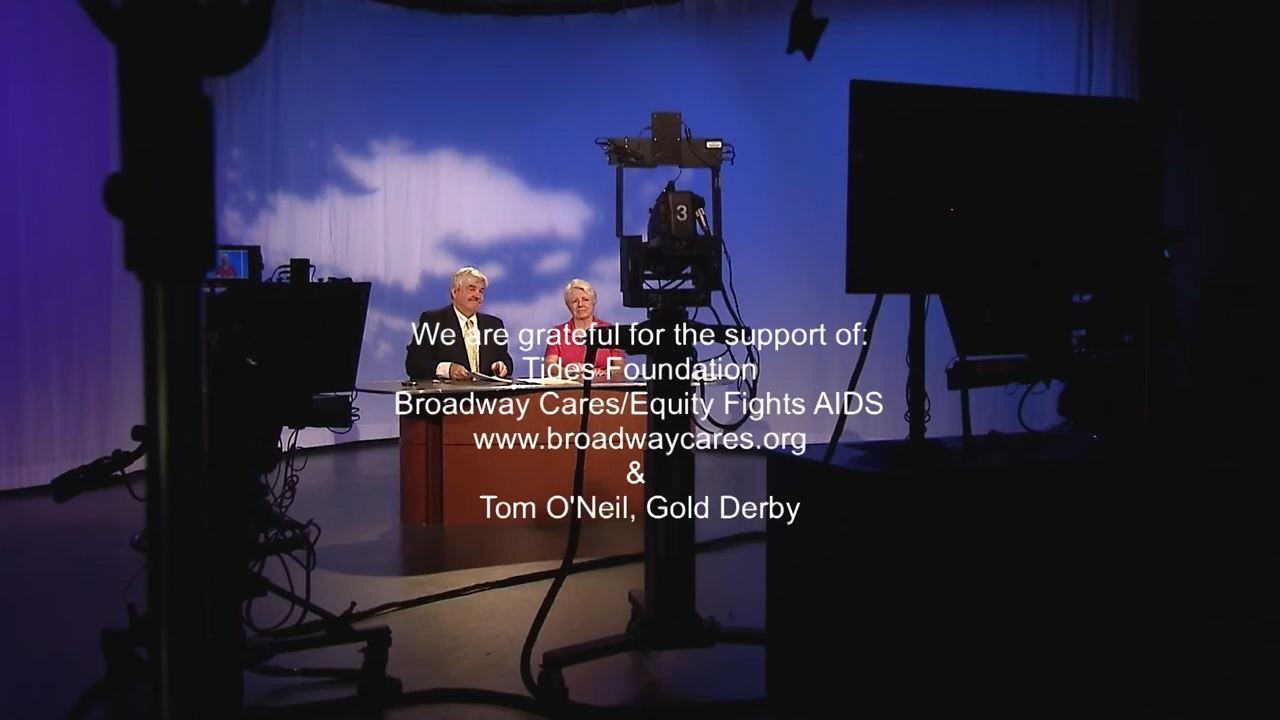 3
We are grateful for the support of:
Tides Foundation
Broadway Cares/Equity Fights AIDS
www.broadwaycares.org
&
Tom O'Neil, Gold Derby